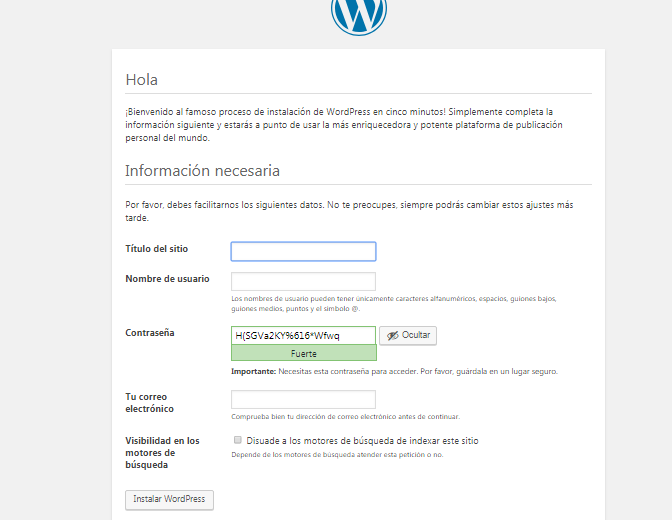 Hola
¡Bienvenido al famoso proceso de instalación de WordPress en cinco minutos! Simplemente completa la
información siguiente y estarás a punto de usar la más enriquecedora y potente plataforma de publicación
personal del mundo.
Información necesaria
Por favor, debes facilitarnos los siguientes datos. No te preocupes, siempre podrás cambiar estos ajustes más
tarde.
Título del sitio
Nombre de usuario
Los nombres de usuario pueden tener únicamente caracteres alfanuméricos, espacios, guiones bajos,
guiones medios, puntos y el símbolo @.
Contraseña
H(SGVa2KY%616*Wfwq
Ocultar
Fuerte
Importante: Necesitas esta contraseña para acceder. Por favor, guárdala en un lugar seguro.
Tu correo
electrónico
Comprueba bien tu dirección de correo electrónico antes de continuar.
Visibilidad en los
motores de
búsqueda
Disuade a los motores de búsqueda de indexar este sitio
Depende de los motores de búsqueda atender esta petición o no.
Instalar WordPress